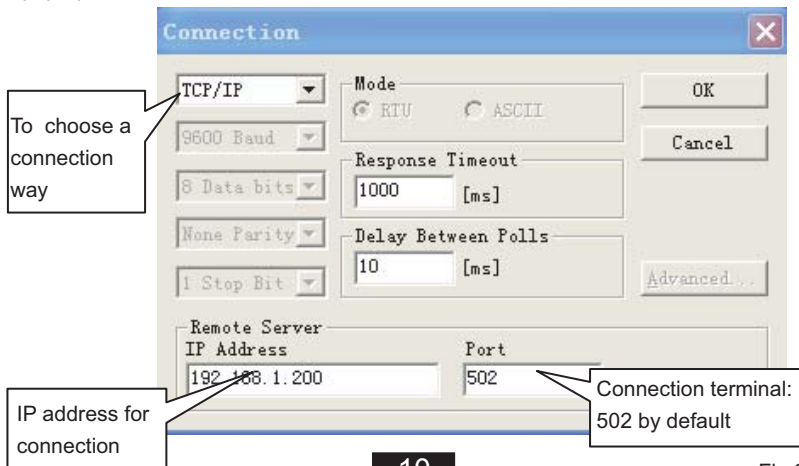 Connection
TCP/IP
Mode
RTU
ASCII
OK
To choose a
connection
way
9600 Baud
Cancel
Response Timeout
8 Data bits
1000
[ms]
None Parity
Delay Between Polls
10
[ms]
1 Stop Bit
Advanced...
Remote Server
IP Address
Port
192.168.1.200
502
Connection terminal:
502 by default
IP address for
connection